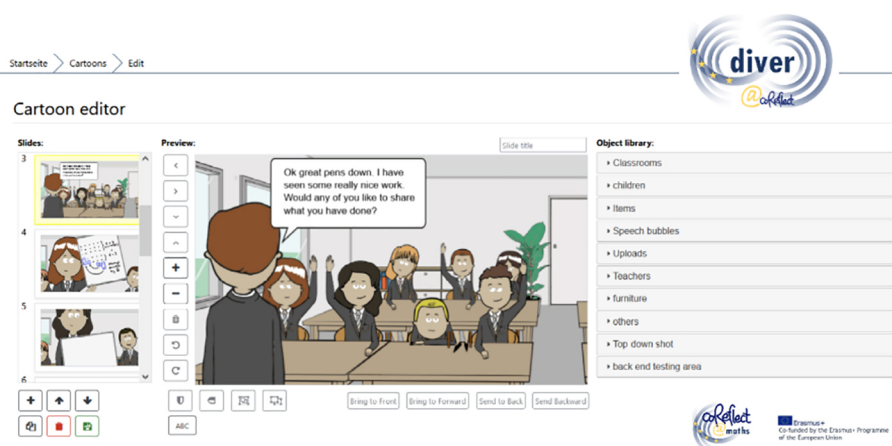 diver
@coReflect
Startseite Cartoons Edit
Cartoon editor
Slides:
Preview:
Slide title
Object library:
3
4
5
6
Ok great pens down. I have
seen some really nice work.
Would any of you like to share
what you have done?
Classrooms
children
Items
Speech bubbles
Uploads
Teachers
furniture
others
Top down shot
back end testing area
Bring to Front
Bring to Forward
Send to Back
Send Backward
ABC
coReflect
@maths
Erasmus+
Co-funded by the Erasmus+ Programme
of the European Union